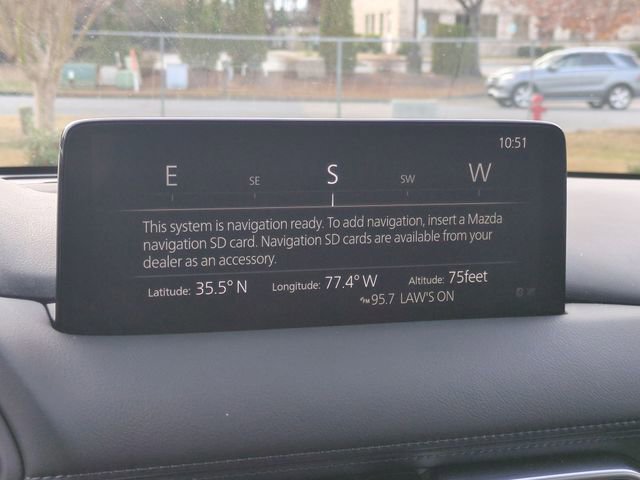 10:51
E SE S SW W
This system is navigation ready. To add navigation, insert a Mazda
navigation SD card. Navigation SD cards are available from your
dealer as an accessory.
Latitude: 35.5° N Longitude: 77.4° W Altitude: 75feet
FM 95.7 LAW'S ON